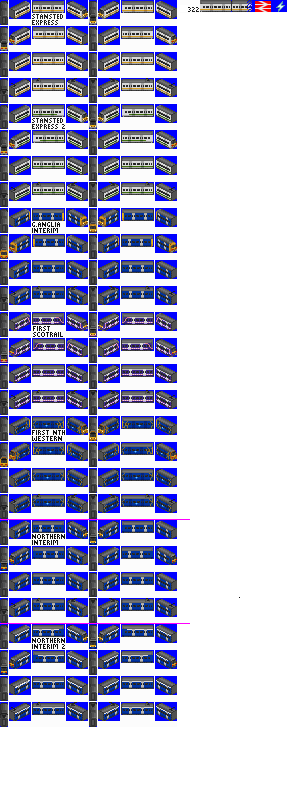 322
STANSTED
EXPRESS
STANSTED
EXPRESS 2
G.ANGLIA
INTERIM
FIRST
SCOTRAIL
FIRST NTH
WESTERN
NORTHERN
INTERIM
NORTHERN
INTERIM 2